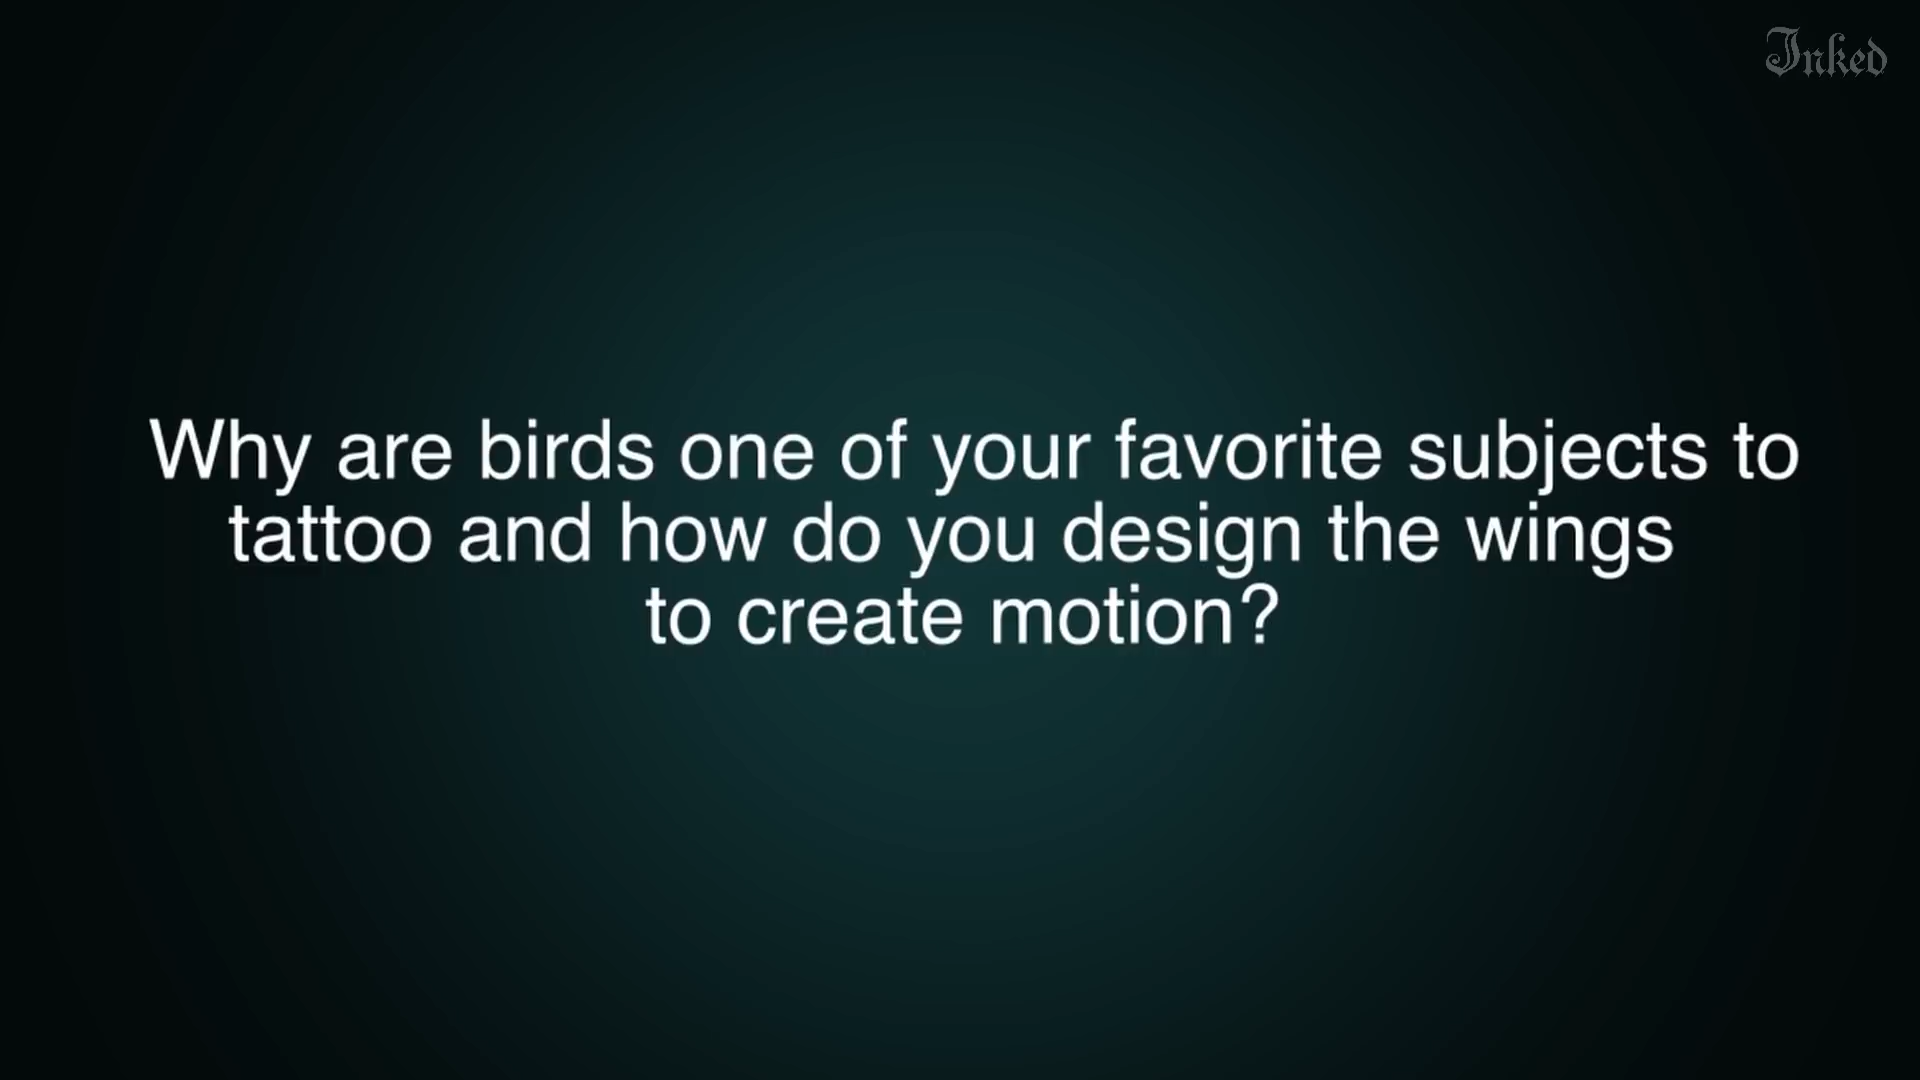 Inked
Why are birds one of your favorite subjects to
tattoo and how do you design the wings
to create motion?